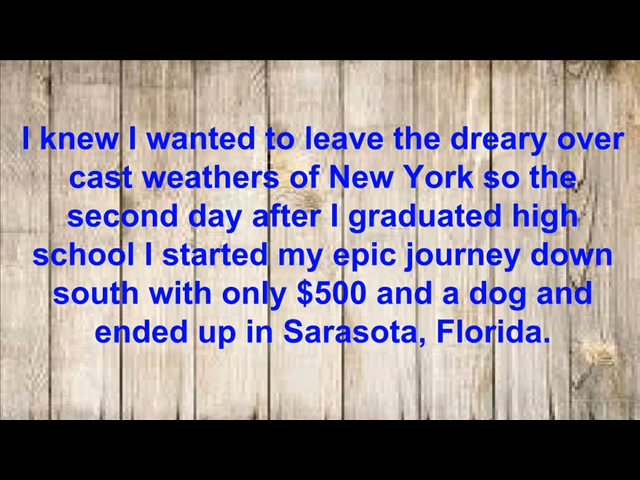 I knew I wanted to leave the dreary over
cast weathers of New York so the
second day after I graduated high
school I started my epic journey down
south with only $500 and a dog and
ended up in Sarasota, Florida.